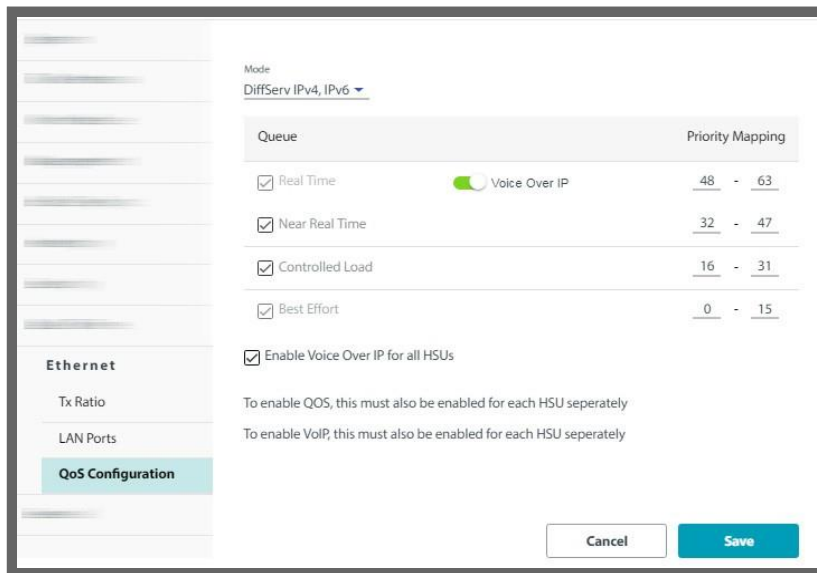 Mode
DiffServ IPv4, IPv6
Queue Priority Mapping
Real Time Voice Over IP 48 - 63
Near Real Time 32 - 47
Controlled Load 16 - 31
Best Effort 0 - 15
Enable Voice Over IP for all HSUs
To enable QOS, this must also be enabled for each HSU seperately
To enable VoIP, this must also be enabled for each HSU seperately
Ethernet
Tx Ratio
LAN Ports
QoS Configuration
Cancel Save